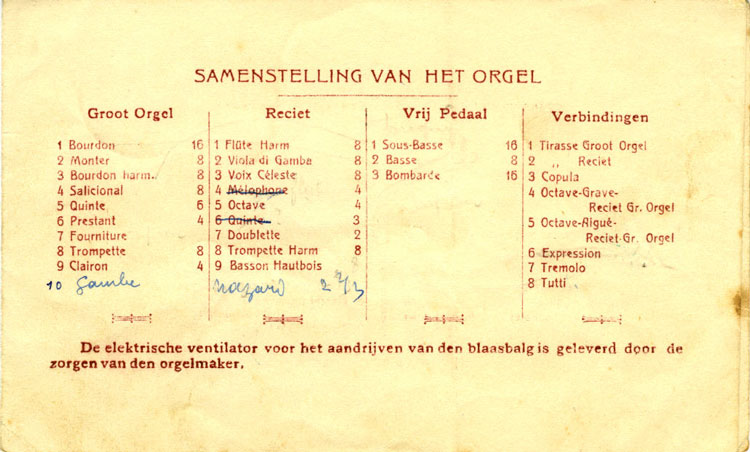 SAMENSTELLING VAN HET ORGEL
Groot Orgel
1 Bourdon 16
2 Monter 8
3 Bourdon harm. 8
4 Salicional 8
5 Quinte 6
6 Prestant 4
7 Fourniture
8 Trompette 8
9 Clairon 4
10 Gambe
Reciet
1 Flûte Harm 8
2 Viola di Gamba 8
3 Voix Céleste 8
4 Mélophone 4
5 Octave 4
6 Quinte 3
7 Doublette 2
8 Trompette Harm 8
9 Basson Hautbois
Nazard 2 2/3
Vrij Pedaal
1 Sous-Basse 16
2 Basse 8
3 Bombarde 16
Verbindingen
1 Tirasse Groot Orgel
2 „ Reciet
3 Copula
4 Octave-Grave-
Reciet Gr. Orgel
5 Octave-Aiguë-
Reciet-Gr. Orgel
6 Expression
7 Tremolo
8 Tutti
De elektrische ventilator voor het aandrijven van den blaasbalg is geleverd door de
zorgen van den orgelmaker.